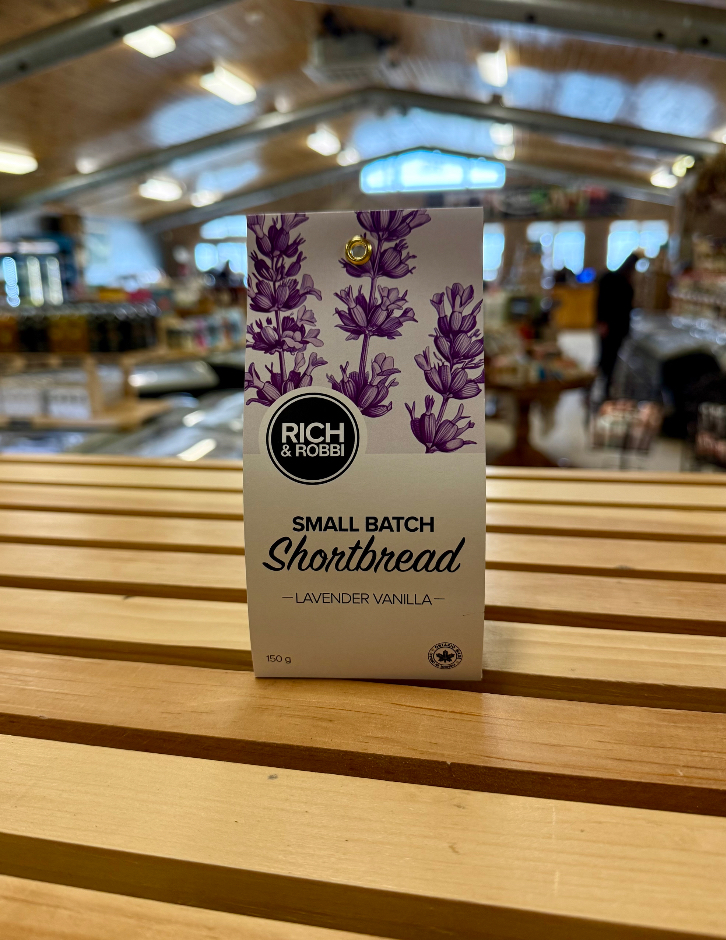 RICH
& ROBBI
SMALL BATCH
Shortbread
—LAVENDER VANILLA—
150 g